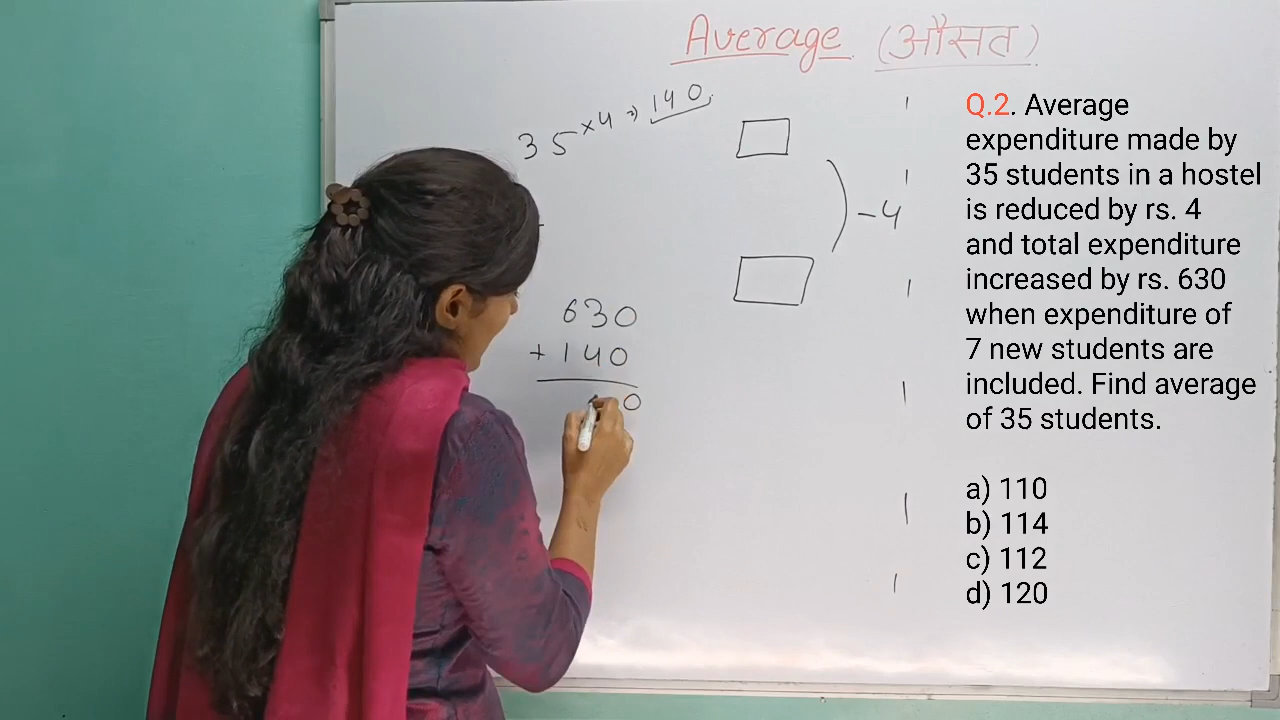 Average (औसत)
35 ×4 ⇒ 140
- 4
630
+ 140
0
Q.2. Average
expenditure made by
35 students in a hostel
is reduced by rs. 4
and total expenditure
increased by rs. 630
when expenditure of
7 new students are
included. Find average
of 35 students.
a) 110
b) 114
c) 112
d) 120